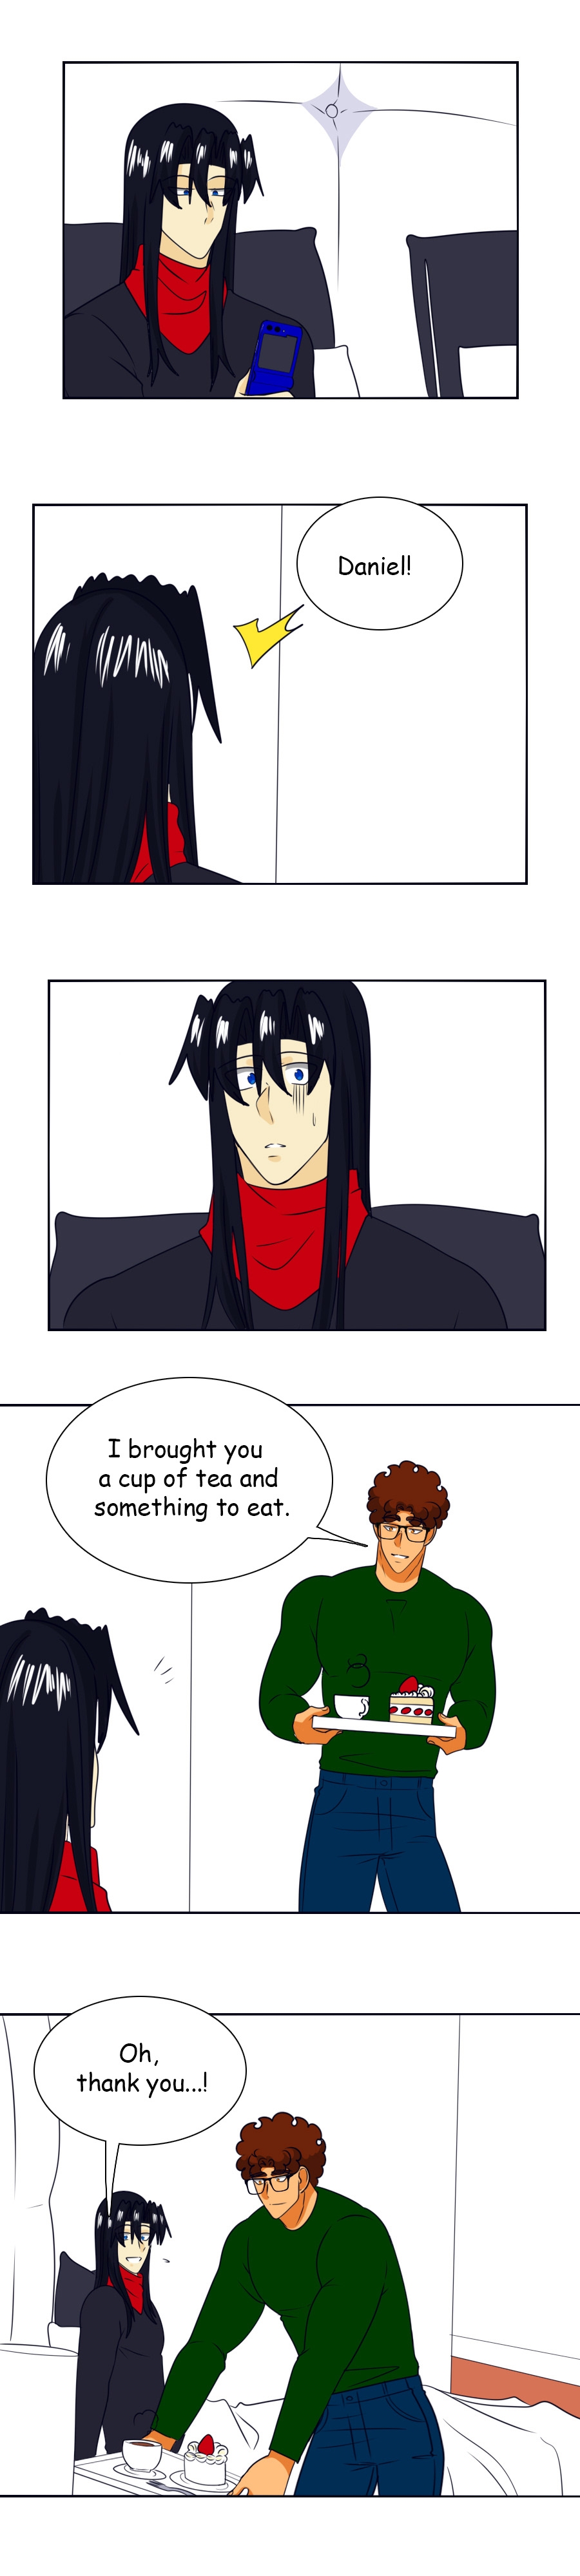 Daniel!
I brought you
a cup of tea and
something to eat.
Oh,
thank you...!